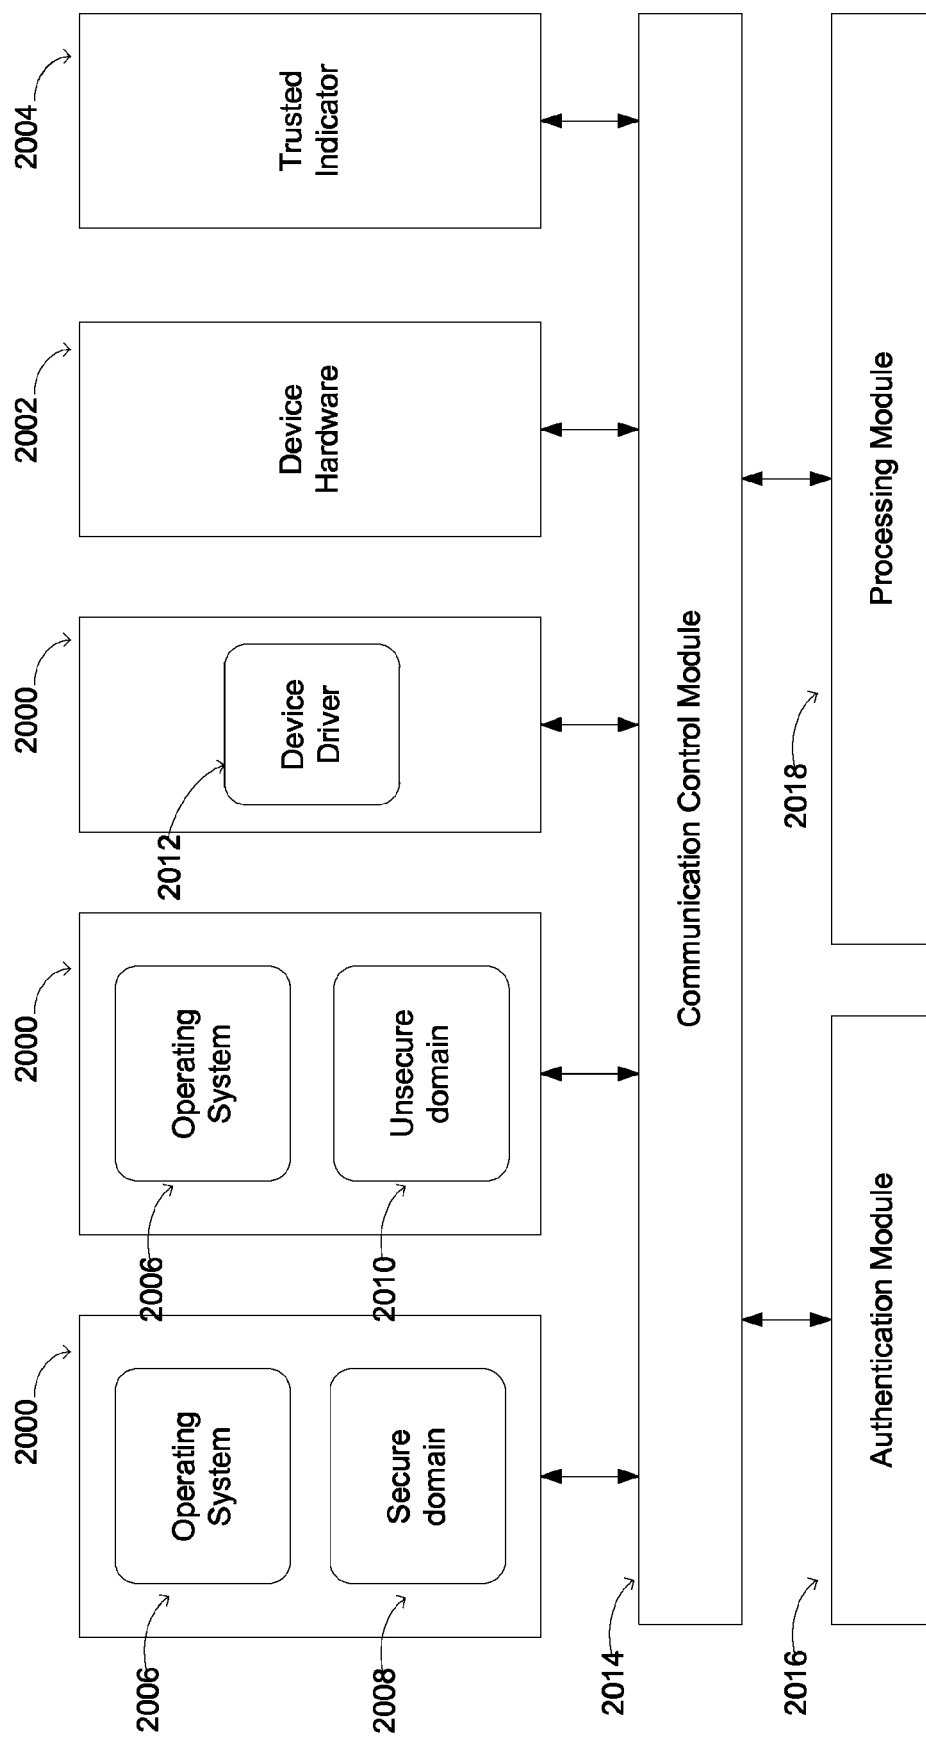 2000
2000
2000
2002
2004
2006
Operating
System
2006
Operating
System
2012
Device
Driver
Device
Hardware
Trusted
Indicator
2008
Secure
domain
2010
Unsecure
domain
2014
Communication Control Module
2016
2018
Authentication Module
Processing Module